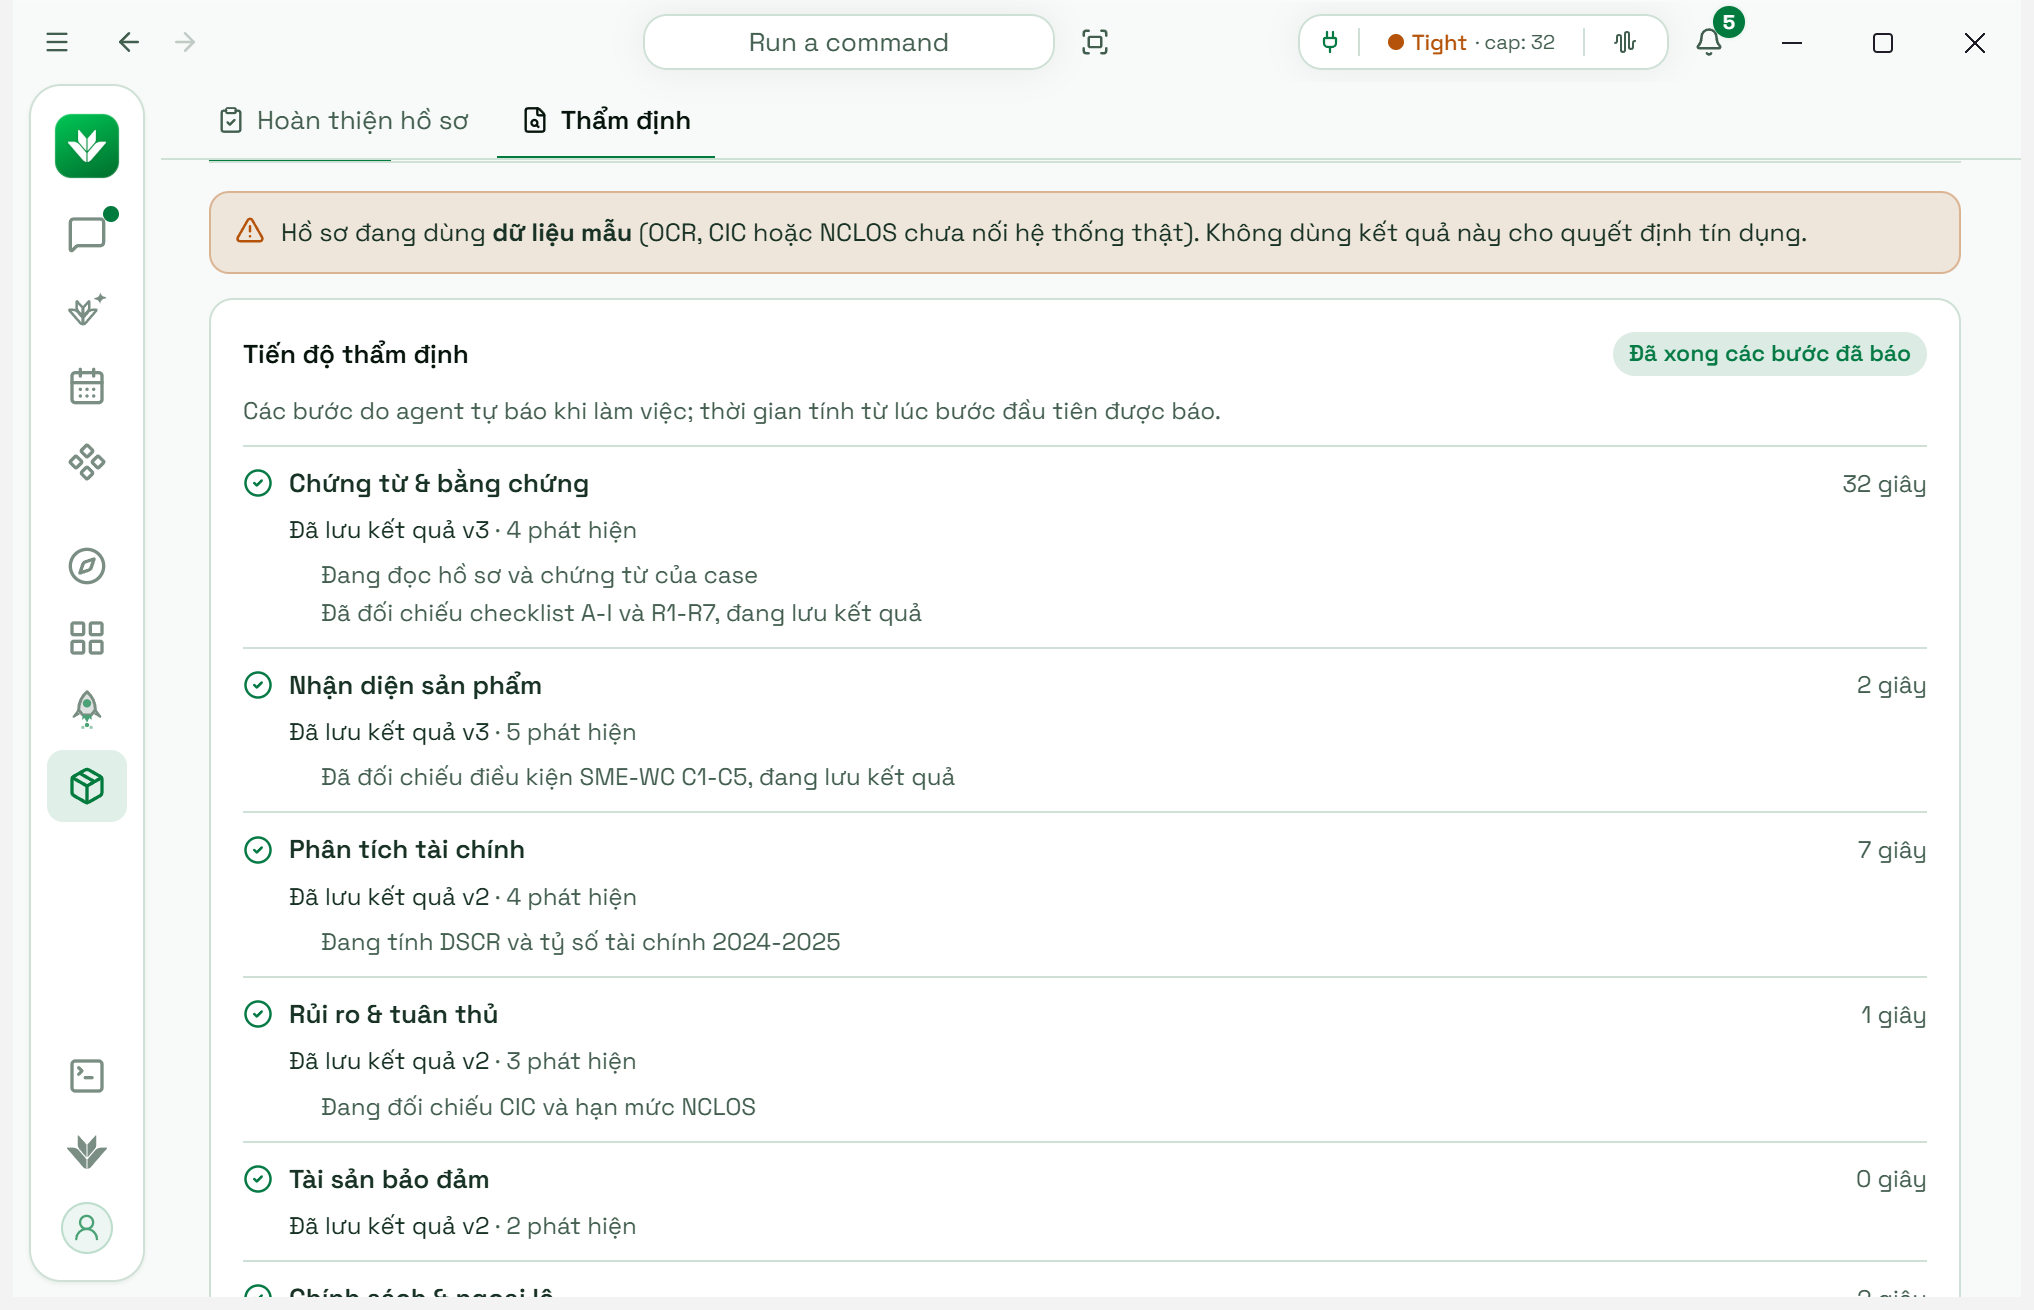 Run a command
Tight · cap: 32
5
Hoàn thiện hồ sơ
Thẩm định
Hồ sơ đang dùng dữ liệu mẫu (OCR, CIC hoặc NCLOS chưa nối hệ thống thật). Không dùng kết quả này cho quyết định tín dụng.
Tiến độ thẩm định
Đã xong các bước đã báo
Các bước do agent tự báo khi làm việc; thời gian tính từ lúc bước đầu tiên được báo.
Chứng từ & bằng chứng
32 giây
Đã lưu kết quả v3 · 4 phát hiện
Đang đọc hồ sơ và chứng từ của case
Đã đối chiếu checklist A-I và R1-R7, đang lưu kết quả
Nhận diện sản phẩm
2 giây
Đã lưu kết quả v3 · 5 phát hiện
Đã đối chiếu điều kiện SME-WC C1-C5, đang lưu kết quả
Phân tích tài chính
7 giây
Đã lưu kết quả v2 · 4 phát hiện
Đang tính DSCR và tỷ số tài chính 2024-2025
Rủi ro & tuân thủ
1 giây
Đã lưu kết quả v2 · 3 phát hiện
Đang đối chiếu CIC và hạn mức NCLOS
Tài sản bảo đảm
0 giây
Đã lưu kết quả v2 · 2 phát hiện
Chính sách & ngoại lệ